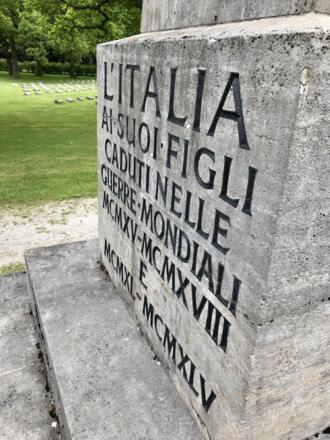 L'ITALIA
AI·SUOI·FIGLI
CADUTI NELLE
GUERRE·MONDIALI
MCMXV-MCMXVIII
E
MCMXL-MCMXLV